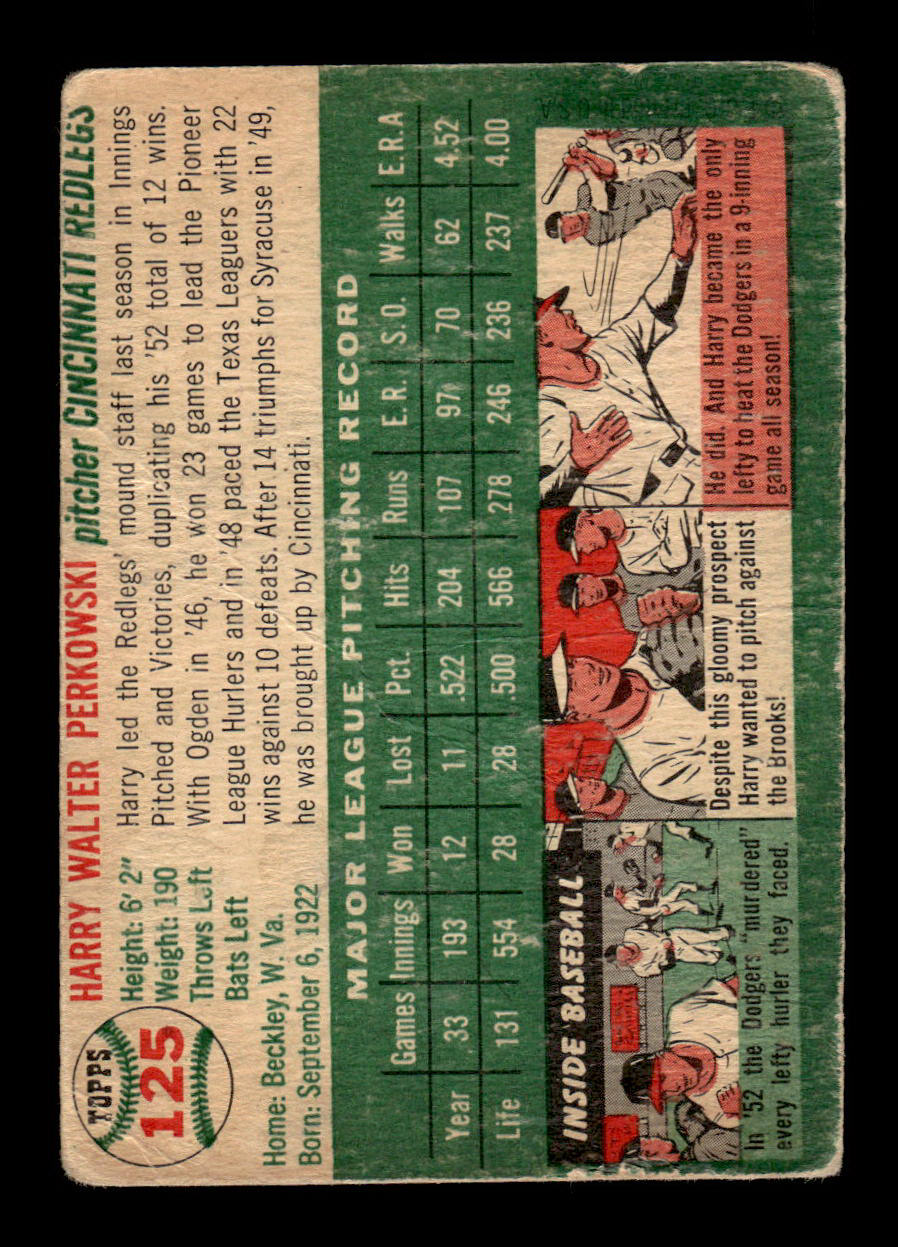 TOPPS
125
HARRY WALTER PERKOWSKI pitcher CINCINNATI REDLEGS
Height: 6' 2"
Weight: 190
Throws Left
Bats Left
Home: Beckley, W. Va.
Born: September 6, 1922
Harry led the Redlegs' mound staff last season in Innings
Pitched and Victories, duplicating his '52 total of 12 wins.
With Ogden in '46, he won 23 games to lead the Pioneer
League Hurlers and in '48 paced the Texas Leaguers with 22
wins against 10 defeats. After 14 triumphs for Syracuse in '49,
he was brought up by Cincinnati.
MAJOR LEAGUE PITCHING RECORD
Games Innings Won Lost Pct. Hits Runs E.R. S.O. Walks E.R.A
Year 33 193 12 11 .522 204 107 97 70 62 4.52
Life 131 554 28 28 .500 566 278 246 236 237 4.00
INSIDE BASEBALL
In '52 the Dodgers "murdered"
every lefty hurler they faced.
Despite this gloomy prospect
Harry wanted to pitch against
the Brooks!
He did. And Harry became the only
lefty to beat the Dodgers in a 9-inning
game all season!